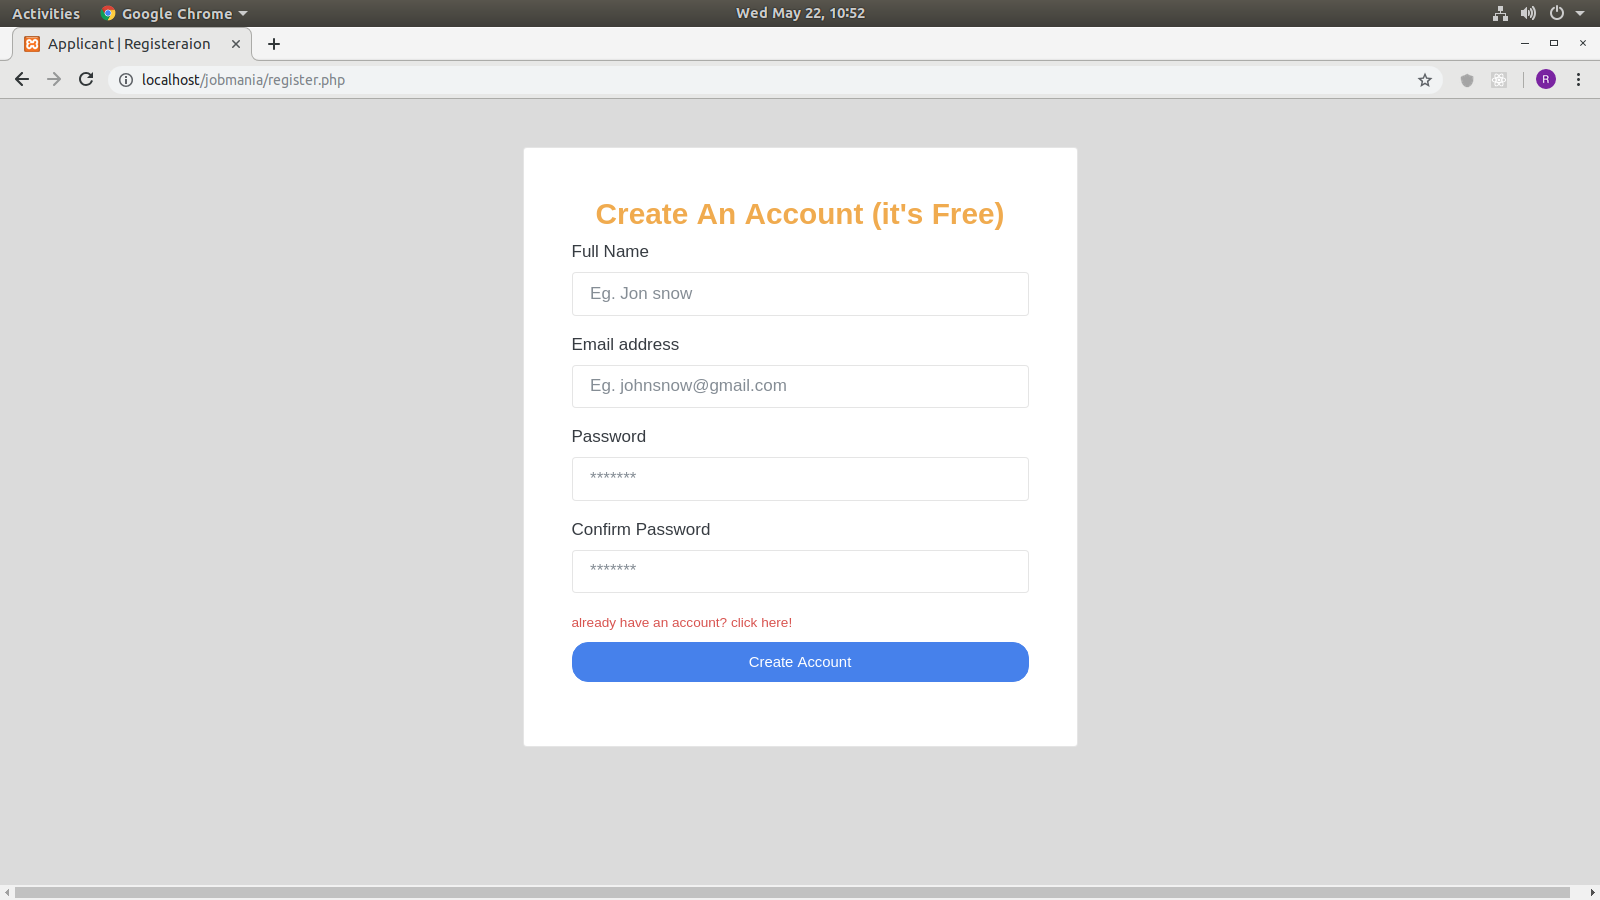 Activities
Google Chrome
Wed May 22, 10:52
Applicant | Registeraion
localhost/jobmania/register.php
R
Create An Account (it's Free)
Full Name
Eg. Jon snow
Email address
Eg. johnsnow@gmail.com
Password
*******
Confirm Password
*******
already have an account? click here!
Create Account